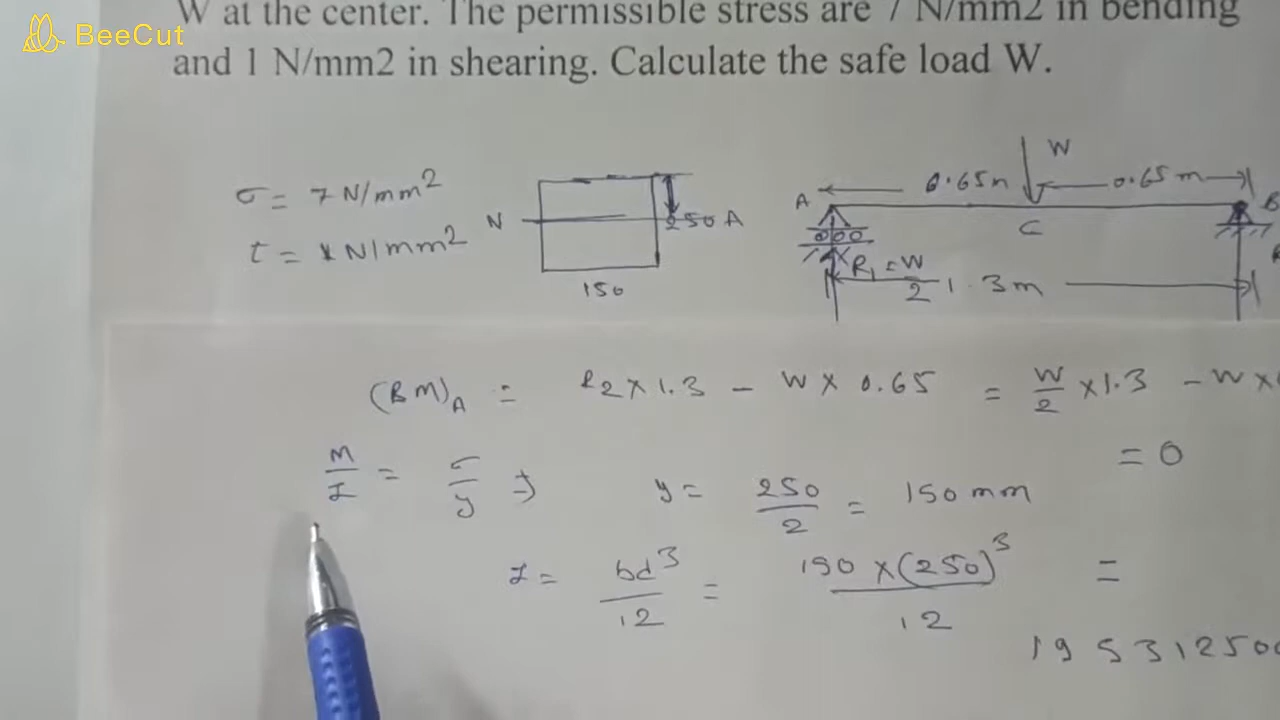 BeeCut
W at the center. The permissible stress are 7 N/mm2 in bending
and 1 N/mm2 in shearing. Calculate the safe load W.
σ = 7 N/mm²
τ = 1 N/mm²
N
250 A
150
A
0.65m
W
0.65 m
B
C
R₁ = W/2
1.3m
(BM)A = R2 × 1.3 - W × 0.65 = W/2 × 1.3 - W ×
= 0
M/I = σ/y ⇒ y = 250/2 = 150 mm
I = bd³/12 = 150 × (250)³/12 =
19531250